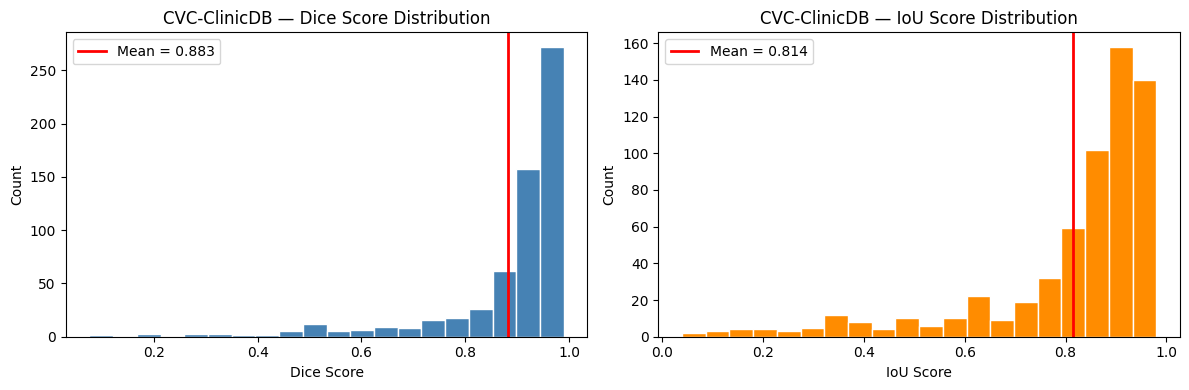 CVC-ClinicDB — Dice Score Distribution
Mean = 0.883
250
200
150
100
50
0
0.2 0.4 0.6 0.8 1.0
Count
Dice Score
CVC-ClinicDB — IoU Score Distribution
Mean = 0.814
160
140
120
100
80
60
40
20
0
0.0 0.2 0.4 0.6 0.8 1.0
Count
IoU Score